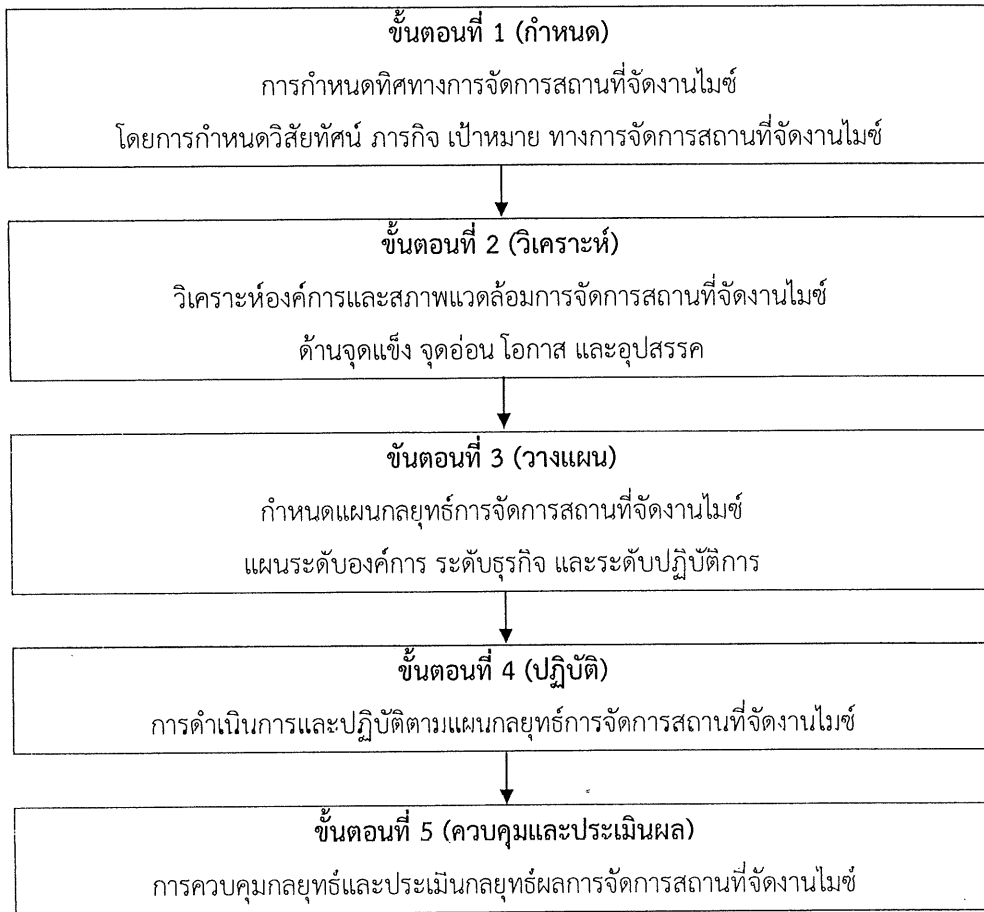 ขั้นตอนที่ 1 (กำหนด)
การกำหนดทิศทางการจัดการสถานที่จัดงานไมซ์
โดยการกำหนดวิสัยทัศน์ ภารกิจ เป้าหมาย ทางการจัดการสถานที่จัดงานไมซ์
ขั้นตอนที่ 2 (วิเคราะห์)
วิเคราะห์องค์การและสภาพแวดล้อมการจัดการสถานที่จัดงานไมซ์
ด้านจุดแข็ง จุดอ่อน โอกาส และอุปสรรค
ขันตอนที่ 3 (วางแผน)
กำหนดแผนกลยุทธ์การจัดการสถานที่จัดงานไมซ์
แผนระดับองค์การ ระดับธุรกิจ และระดับปฏิบัติการ
ขั้นตอนที่ 4 (ปฏิบัติ)
การดำเนินการและปฏิบัติตามแผนกลยุทธ์การจัดการสถานที่จัดงานไมซ์
ขั้นตอนที่ 5 (ควบคุมและประเมินผล)
การควบคุมกลยุทธ์และประเมินกลยุทธ์ผลการจัดการสถานที่จัดงานไมซ์